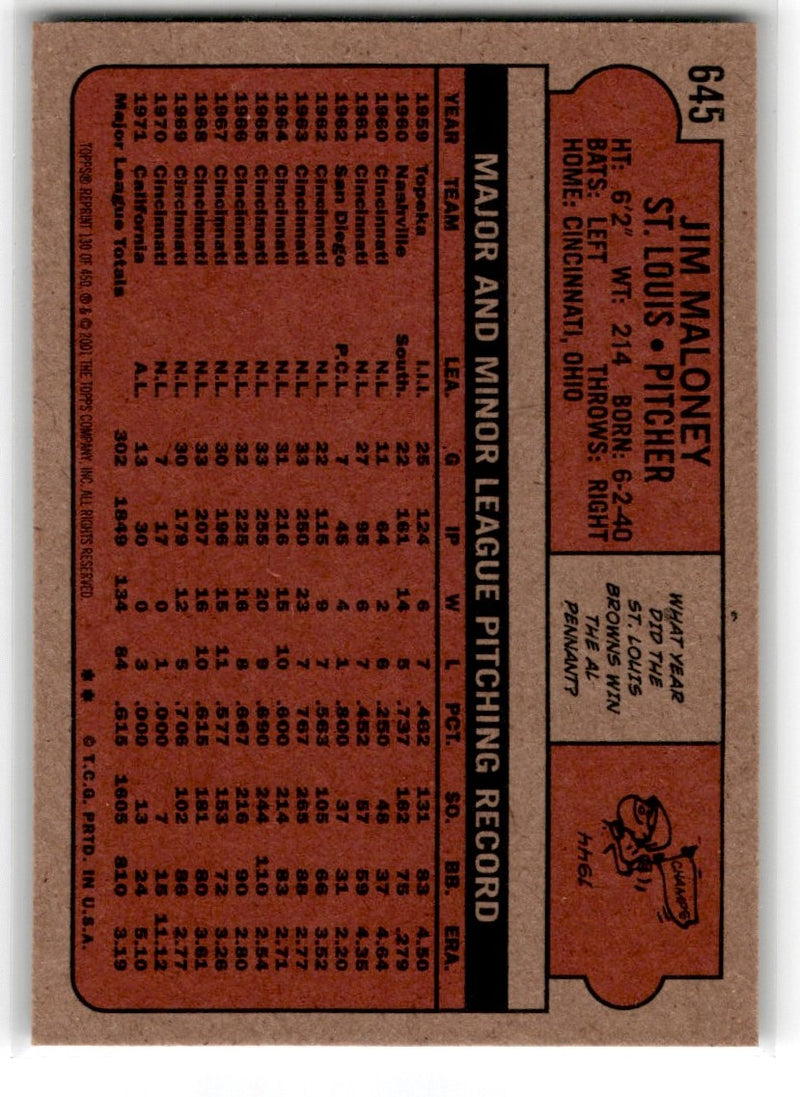 645
JIM MALONEY
ST. LOUIS • PITCHER
HT: 6'2" WT: 214 BORN: 6-2-40
BATS: LEFT THROWS: RIGHT
HOME: CINCINNATI, OHIO
WHAT YEAR
DID THE
ST. LOUIS
BROWNS WIN
THE AL
PENNANT?
CHAMPS
1944
MAJOR AND MINOR LEAGUE PITCHING RECORD
YEAR TEAM LEA. G IP W L PCT. SO. BB. ERA.
1959 Topeka I.I.I. 25 124 6 7 .462 131 83 4.50
1960 Nashville South. 22 161 14 5 .737 182 75 .279
1960 Cincinnati N.L. 11 64 2 6 .250 48 37 4.64
1961 Cincinnati N.L. 27 95 6 7 .452 57 59 4.35
1962 San Diego P.C.L. 7 45 4 1 .800 37 31 2.20
1962 Cincinnati N.L. 22 115 9 7 .563 105 66 3.52
1963 Cincinnati N.L. 33 250 23 7 .767 265 88 2.77
1964 Cincinnati N.L. 31 216 15 10 .600 214 83 2.71
1965 Cincinnati N.L. 33 255 20 9 .690 244 110 2.54
1966 Cincinnati N.L. 32 225 16 8 .667 216 90 2.80
1967 Cincinnati N.L. 30 196 15 11 .577 153 72 3.26
1968 Cincinnati N.L. 33 207 16 10 .615 181 80 3.61
1969 Cincinnati N.L. 30 179 12 5 .706 102 86 2.77
1970 Cincinnati N.L. 7 17 0 1 .000 7 15 11.12
1971 California A.L. 13 30 0 3 .000 13 24 5.10
Major League Totals 302 1849 134 84 .615 1605 810 3.19
TOPPS® REPRINT 130 OF 450. ® & © 2001 THE TOPPS COMPANY, INC. ALL RIGHTS RESERVED. ** © T.C.G. PRTD. IN U.S.A.